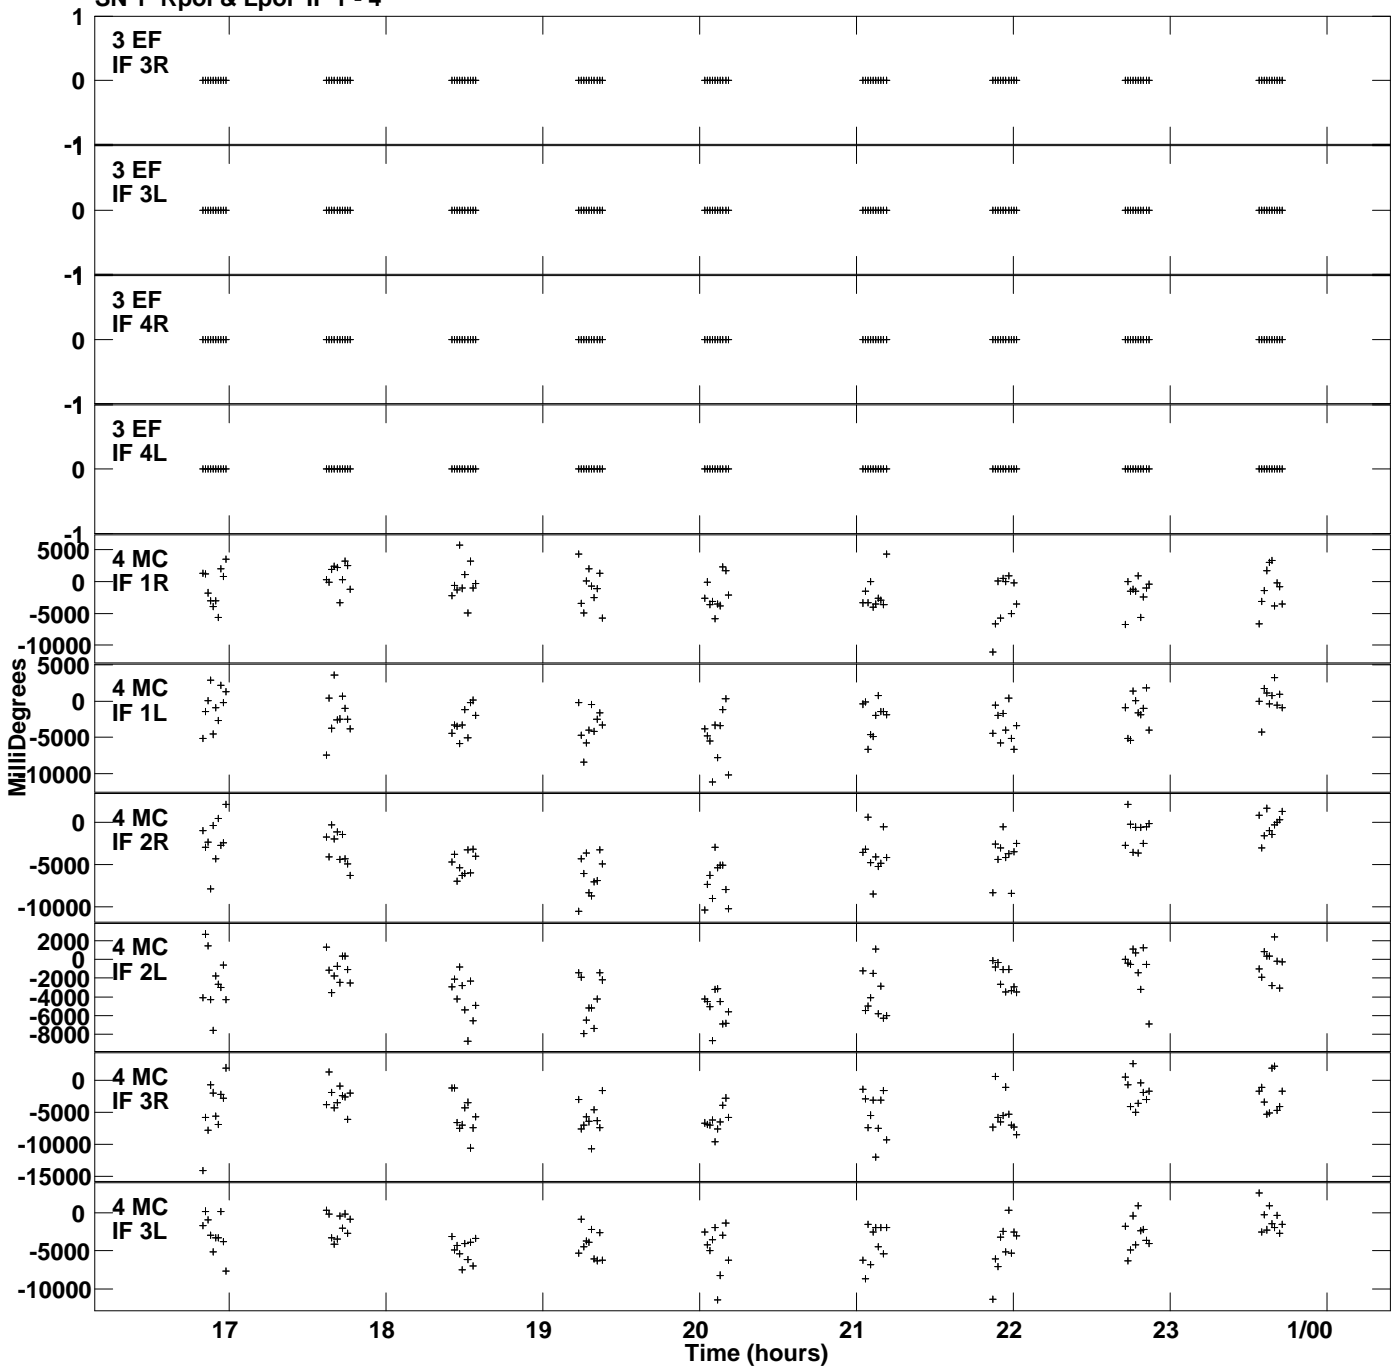 SN 1 Rpol & Lpol IF 1 - 4
1
3 EF
IF 3R
0
-1
3 EF
IF 3L
0
-1
3 EF
IF 4R
0
-1
3 EF
IF 4L
0
-1
5000
4 MC
IF 1R
0
-5000
-10000
5000
4 MC
IF 1L
0
-5000
-10000
4 MC
IF 2R
0
-5000
-10000
2000
4 MC
IF 2L
0
-2000
-4000
-6000
-8000
4 MC
IF 3R
0
-5000
-10000
-15000
4 MC
IF 3L
0
-5000
-10000
MilliDegrees
17 18 19 20 21 22 23 1/00
Time (hours)